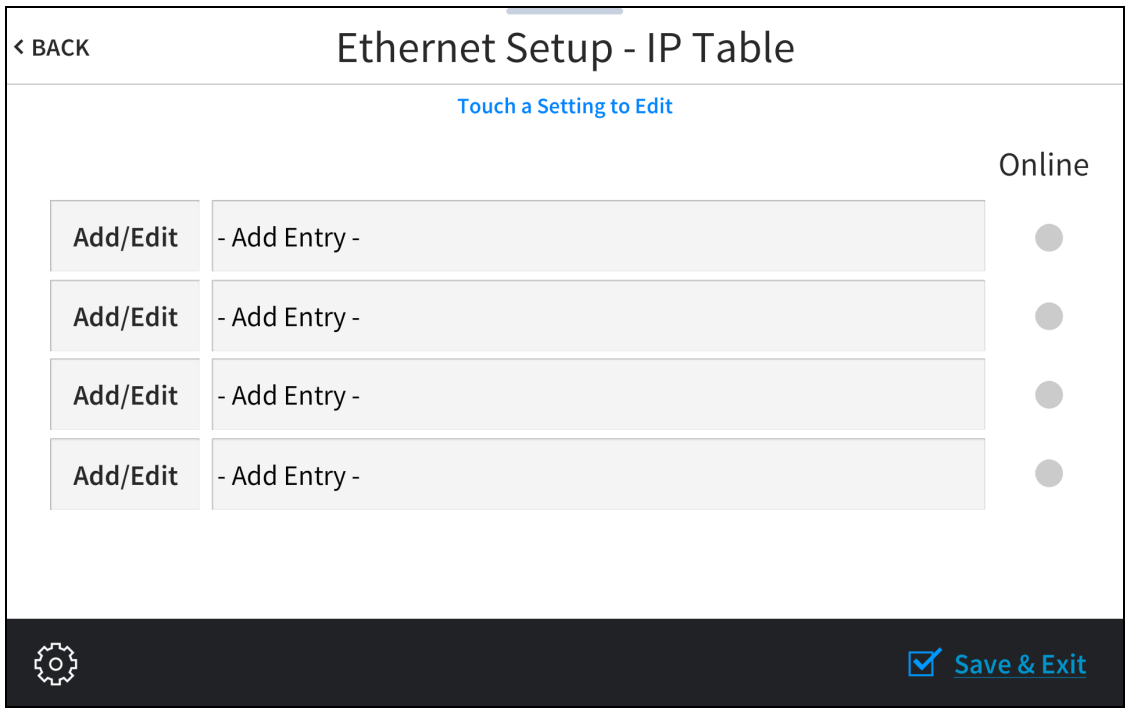 < BACK
Ethernet Setup - IP Table
Touch a Setting to Edit
Online
Add/Edit - Add Entry -
Add/Edit - Add Entry -
Add/Edit - Add Entry -
Add/Edit - Add Entry -
Save & Exit